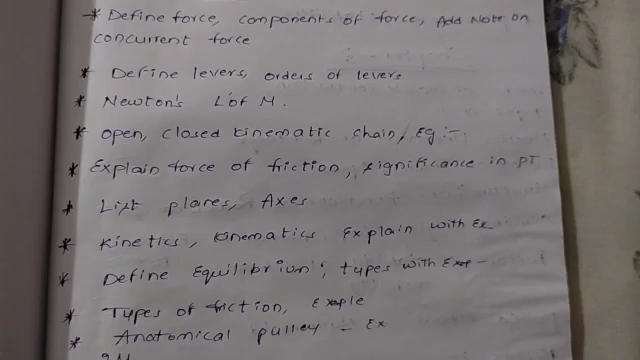 * Define force, components of force, Add Note on
concurrent force
* Define levers, orders of levers
* Newton's L of M.
* Open, closed kinematic chain, Eg:-
* Explain force of friction, significance in PT
* List planes, Axes
* Kinetics, kinematics Explain with Ex
* Define Equilibrium, types with Exp-
* Types of friction, Exaple
* Anatomical pulley - Ex